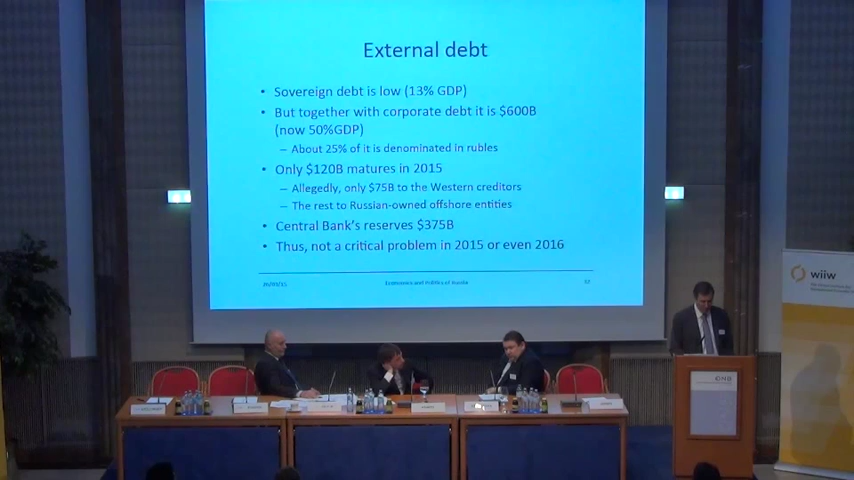 External debt
• Sovereign debt is low (13% GDP)
• But together with corporate debt it is $600B
(now 50%GDP)
– About 25% of it is denominated in rubles
• Only $120B matures in 2015
– Allegedly, only $75B to the Western creditors
– The rest to Russian-owned offshore entities
• Central Bank's reserves $375B
• Thus, not a critical problem in 2015 or even 2016
Economics and Politics of Russia
wiiw